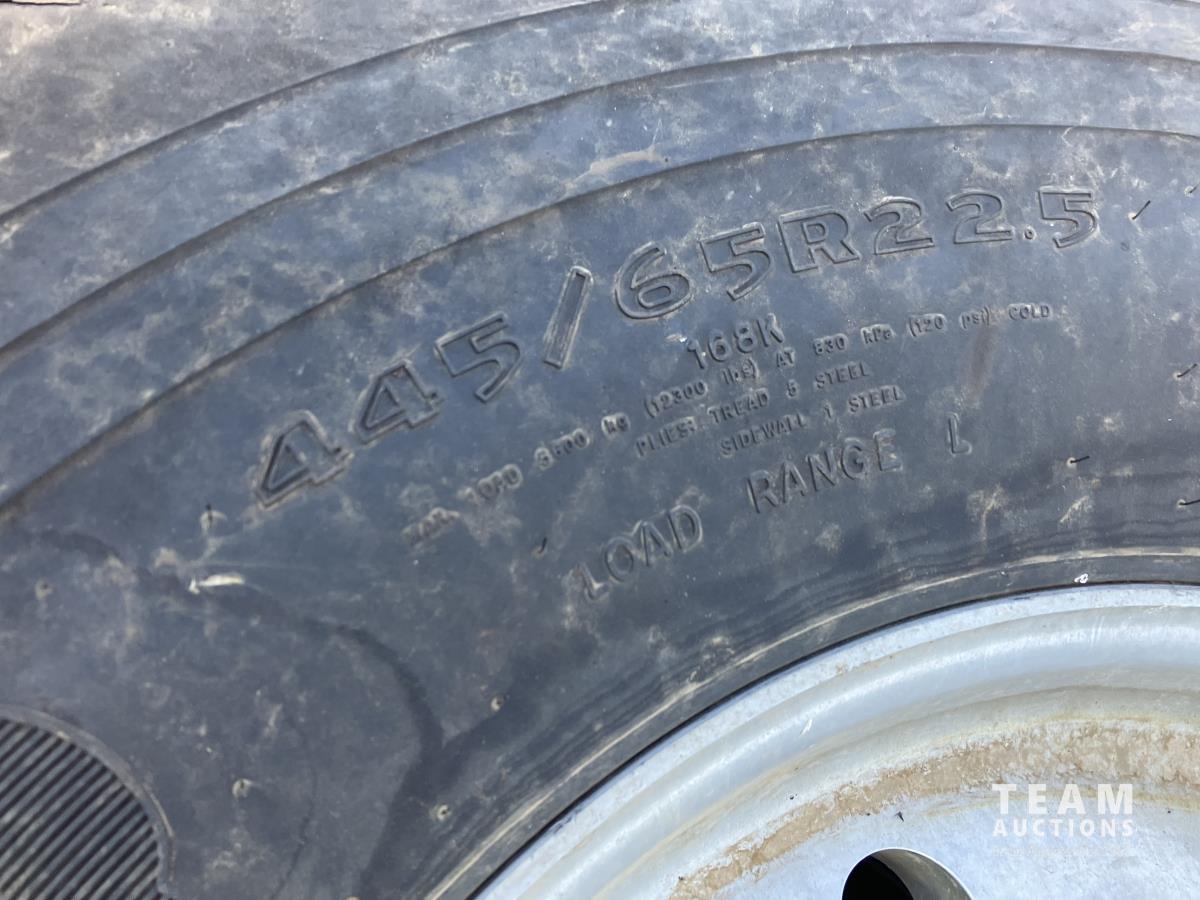 445/65R22.5
168K
MAX. LOAD kg (12300 lbs) AT 830 kPa (120 psi) COLD
PLIES: TREAD 5 STEEL
SIDEWALL 1 STEEL
LOAD RANGE L
TEAM
AUCTIONS